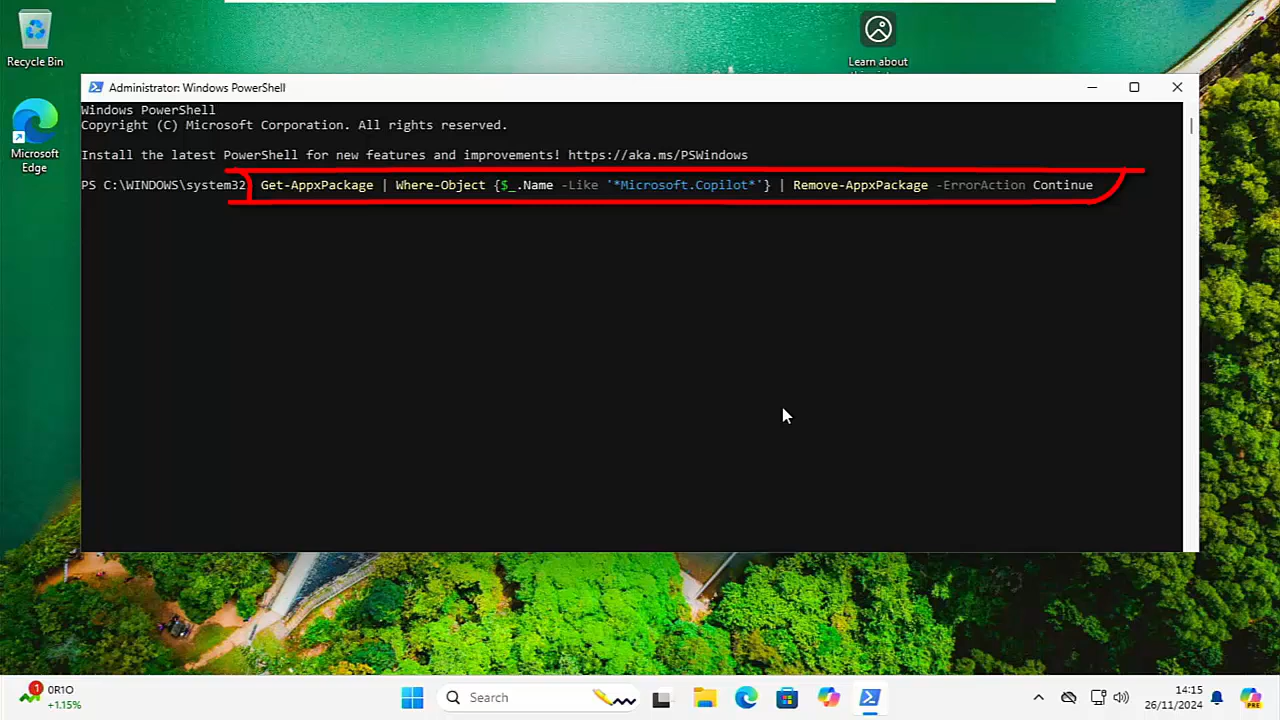 Recycle Bin
Learn about
Microsoft
Edge
Administrator: Windows PowerShell
Windows PowerShell
Copyright (C) Microsoft Corporation. All rights reserved.
Install the latest PowerShell for new features and improvements! https://aka.ms/PSWindows
PS C:\WINDOWS\system32> Get-AppxPackage | Where-Object {$_.Name -Like '*Microsoft.Copilot*'} | Remove-AppxPackage -ErrorAction Continue
1
0R1O
+1.15%
Search
14:15
26/11/2024
PRE